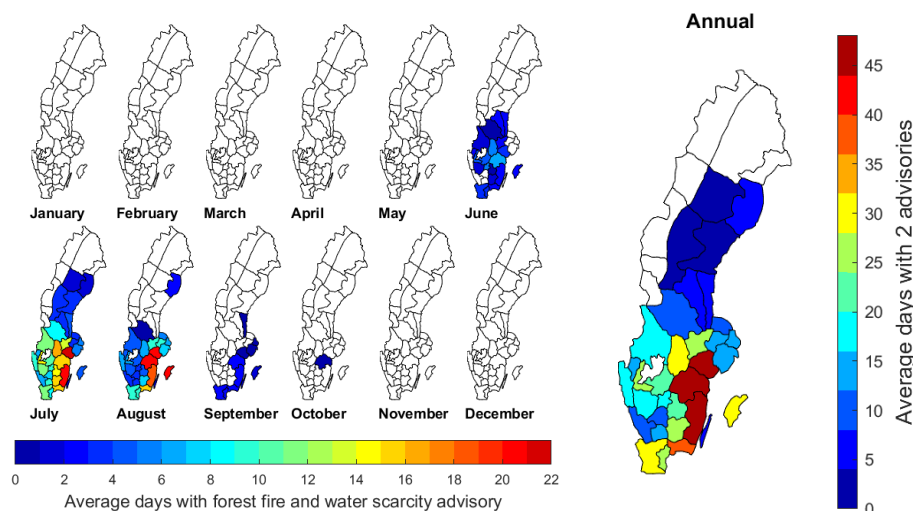 Annual
January February March April May June
July August September October November December
0 2 4 6 8 10 12 14 16 18 20 22
Average days with forest fire and water scarcity advisory
45
40
35
30
25
20
15
10
5
0
Average days with 2 advisories